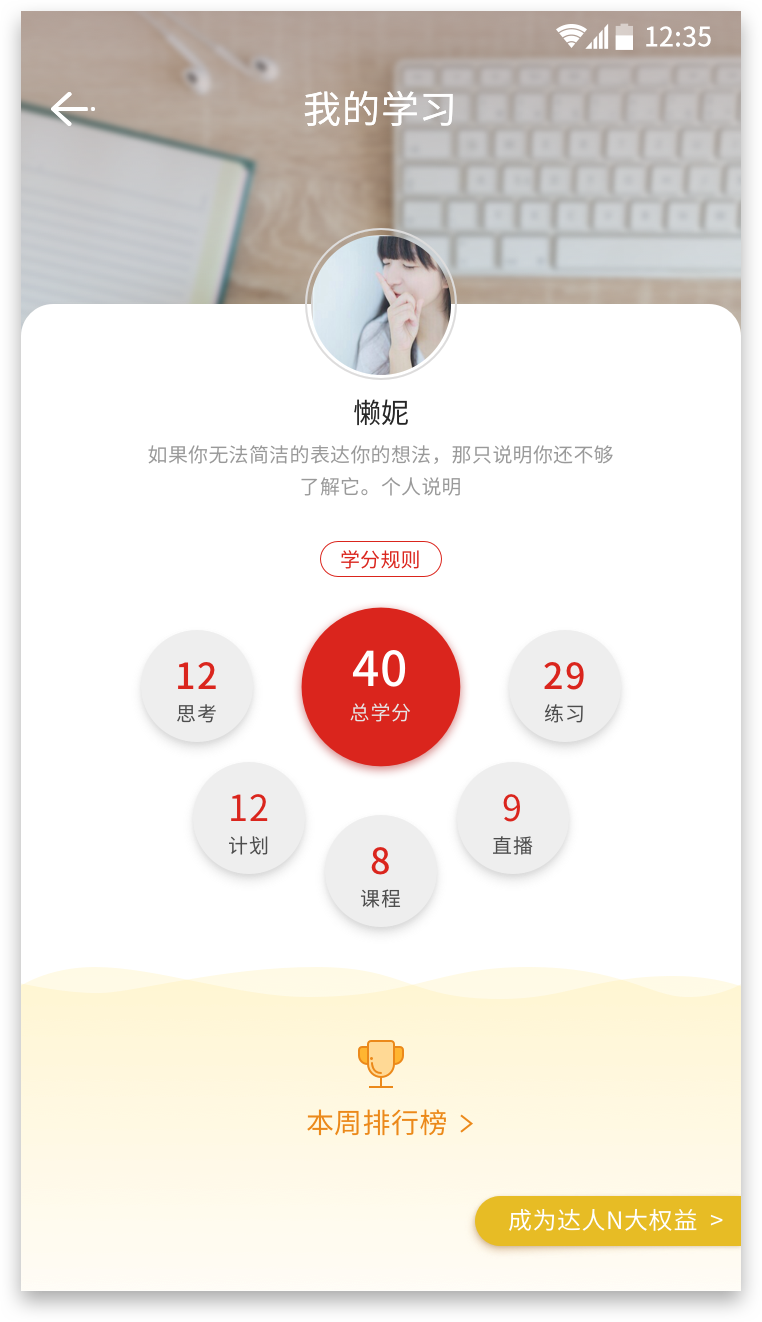 12:35
我的学习
懒妮
如果你无法简洁的表达你的想法，那只说明你还不够
了解它。个人说明
学分规则
12
思考
40
总学分
29
练习
12
计划
8
课程
9
直播
本周排行榜 >
成为达人N大权益 >